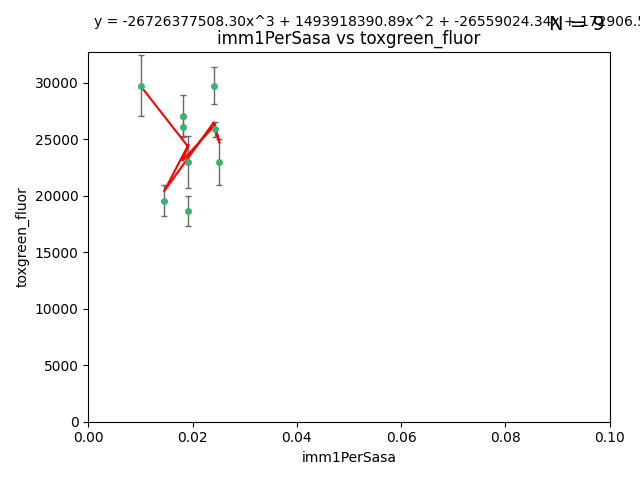 y = -26726377508.30x^3 + 1493918390.89x^2 + -26559024.34x + 172906.5
N = 9
imm1PerSasa vs toxgreen_fluor
30000
25000
20000
15000
10000
5000
0
toxgreen_fluor
0.00 0.02 0.04 0.06 0.08 0.10
imm1PerSasa